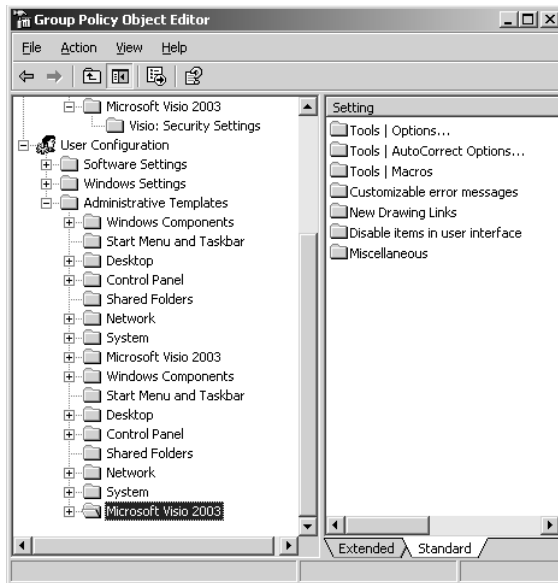 Group Policy Object Editor
File Action View Help
Microsoft Visio 2003
Visio: Security Settings
User Configuration
Software Settings
Windows Settings
Administrative Templates
Windows Components
Start Menu and Taskbar
Desktop
Control Panel
Shared Folders
Network
System
Microsoft Visio 2003
Windows Components
Start Menu and Taskbar
Desktop
Control Panel
Shared Folders
Network
System
Microsoft Visio 2003
Setting
Tools | Options...
Tools | AutoCorrect Options...
Tools | Macros
Customizable error messages
New Drawing Links
Disable items in user interface
Miscellaneous
Extended Standard